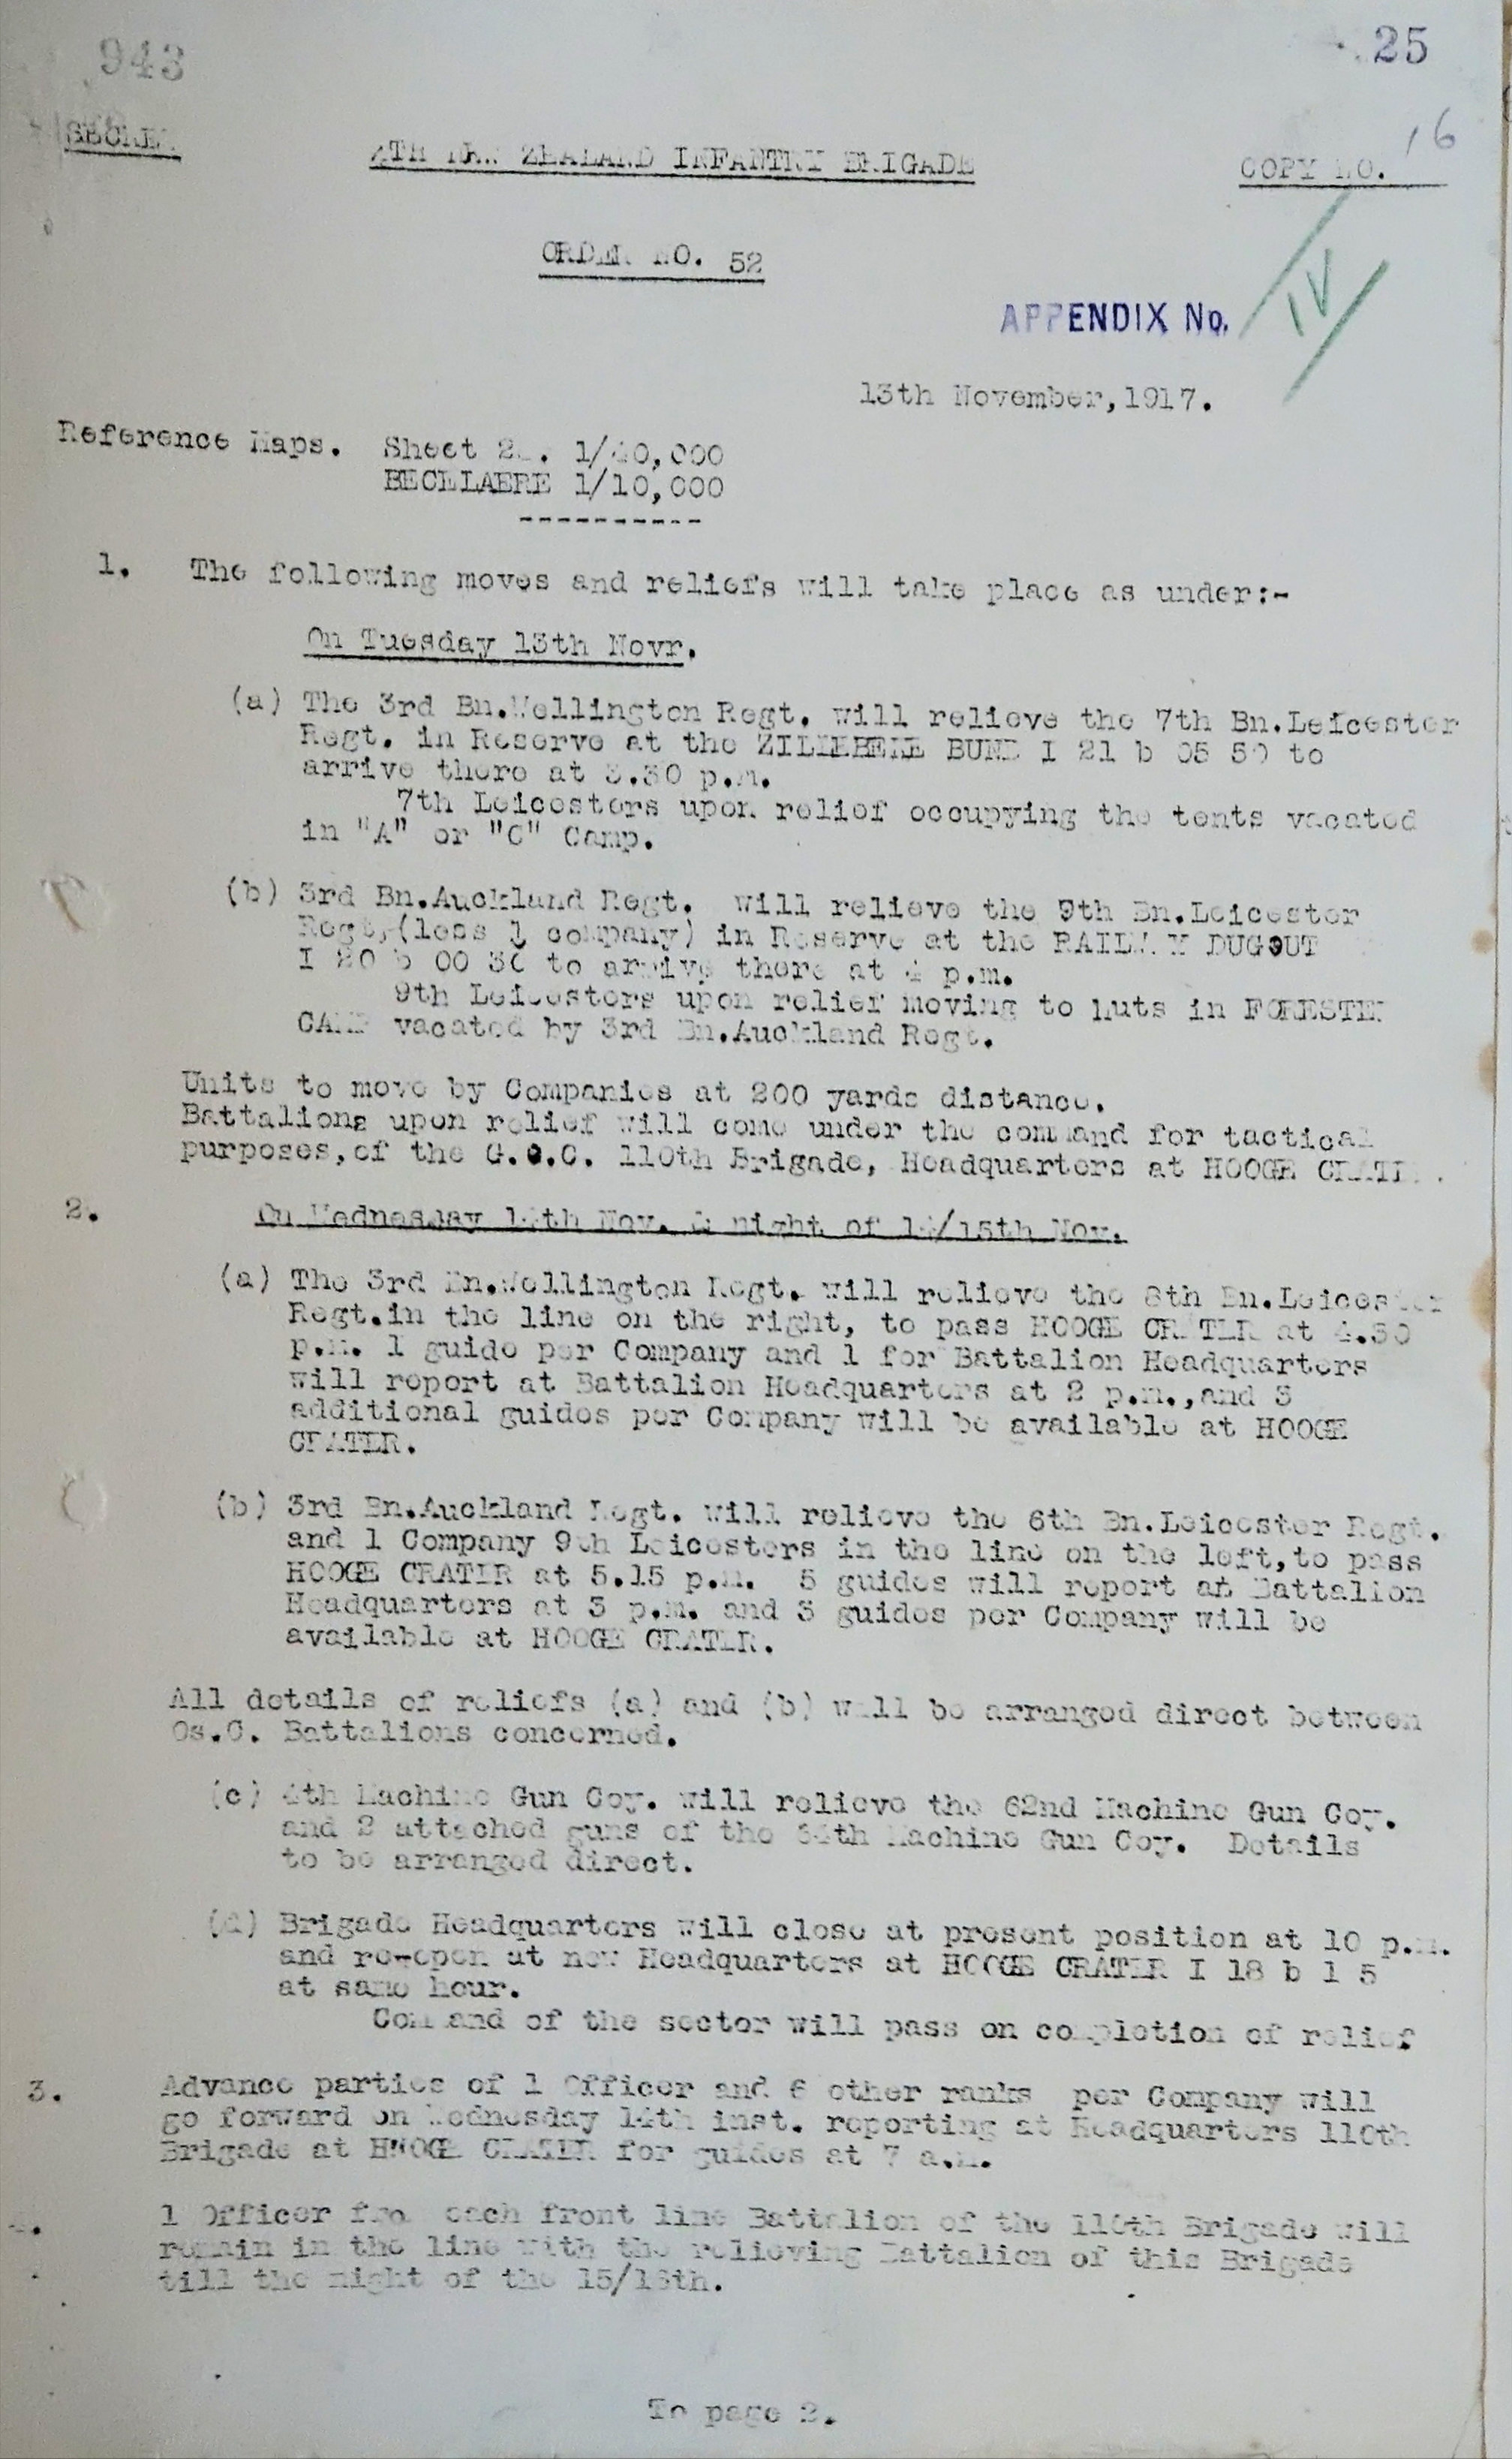 943
25
SECRET
4TH NEW ZEALAND INFANTRY BRIGADE
COPY NO. 16
ORDER NO. 52
APPENDIX No. IV
13th November, 1917.
Reference Maps. Sheet 1/40,000
BECELAERE 1/10,000
----------
1. The following moves and reliefs will take place as under:-
On Tuesday 13th Novr.
(a) The 3rd Bn.Wellington Regt. will relieve the 7th Bn.Leicester
Regt. in Reserve at the ZILLEBEKE BUND I 21 b 05 50 to
arrive there at 3.30 p.m.
7th Leicesters upon relief occupying the tents vacated
in "A" or "C" Camp.
(b) 3rd Bn.Auckland Regt. will relieve the 9th Bn.Leicester
Regt,(less 1 company) in Reserve at the RAILWAY DUGOUT
I 20 b 00 30 to arrive there at 4 p.m.
9th Leicesters upon relief moving to huts in FORESTER
CAMP vacated by 3rd Bn.Auckland Regt.
Units to move by Companies at 200 yards distance.
Battalions upon relief will come under the command for tactical
purposes,of the G.O.C. 110th Brigade, Headquarters at HOOGE CRATER.
2. On Wednesday 14th Nov. & night of 14/15th Nov.
(a) The 3rd Bn.Wellington Regt. will relieve the 8th Bn.Leicester
Regt.in the line on the right, to pass HOOGE CRATER at 4.30
p.m. 1 guide per Company and 1 for Battalion Headquarters
will report at Battalion Headquarters at 2 p.m.,and 3
additional guides per Company will be available at HOOGE
CRATER.
(b) 3rd Bn.Auckland Regt. will relieve the 6th Bn.Leicester Regt.
and 1 Company 9th Leicesters in the line on the left,to pass
HOOGE CRATER at 5.15 p.m. 5 guides will report at Battalion
Headquarters at 3 p.m. and 3 guides per Company will be
available at HOOGE CRATER.
All details of reliefs (a) and (b) will be arranged direct between
Os.C. Battalions concerned.
(c) 4th Machine Gun Coy. will relieve the 62nd Machine Gun Coy.
and 2 attached guns of the 64th Machine Gun Coy. Details
to be arranged direct.
(d) Brigade Headquarters will close at present position at 10 p.m.
and re-open at new Headquarters at HOOGE CRATER I 18 b 1 5
at same hour.
Command of the sector will pass on completion of relief
3. Advance parties of 1 Officer and 6 other ranks per Company will
go forward on Wednesday 14th inst. reporting at Headquarters 110th
Brigade at HOOGE CRATER for guides at 7 a.m.
4. 1 Officer from each front line Battalion of the 110th Brigade will
remain in the line with the relieving Battalion of this Brigade
till the night of the 15/16th.
To page 2.